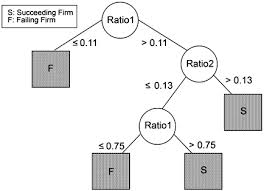 S: Succeeding Firm
F: Failing Firm
Ratio1
≤ 0.11
> 0.11
F
Ratio2
≤ 0.13
> 0.13
Ratio1
S
≤ 0.75
> 0.75
F
S